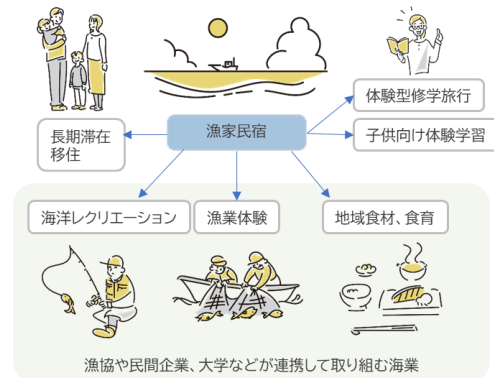 体験型修学旅行
漁家民宿
長期滞在
移住
子供向け体験学習
海洋レクリエーション
漁業体験
地域食材、食育
漁協や民間企業、大学などが連携して取り組む海業